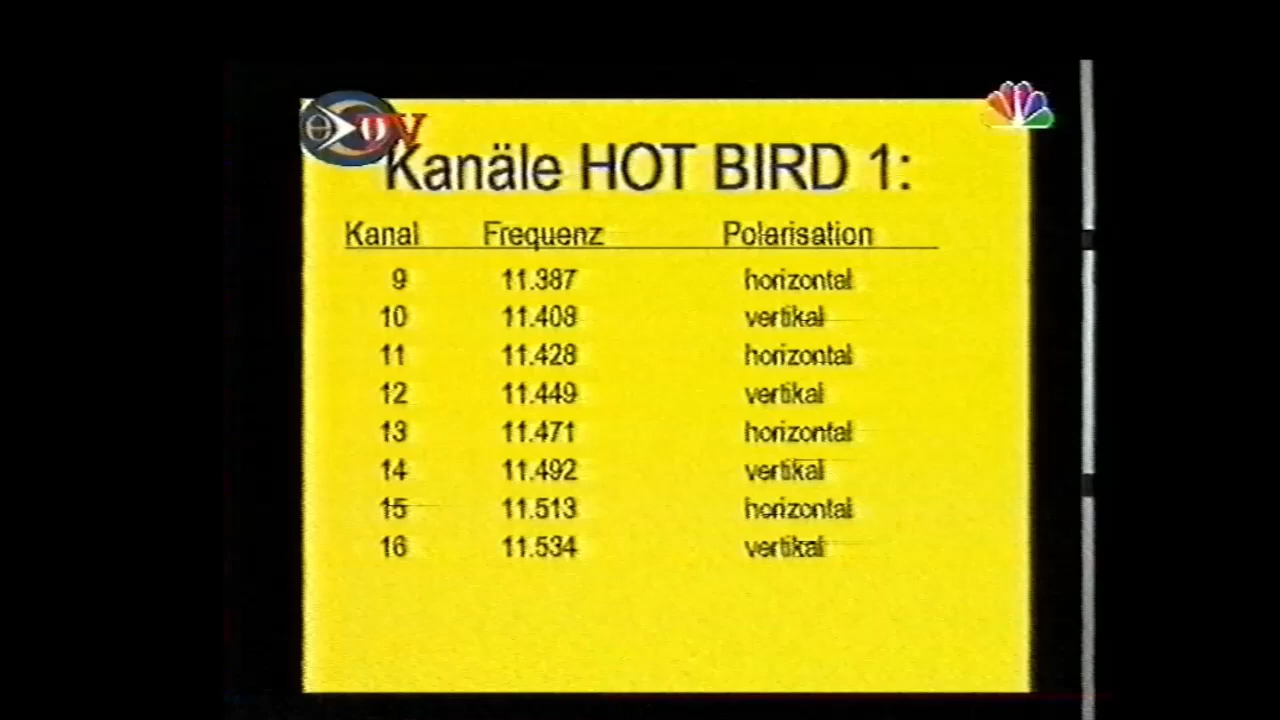 TV
Kanäle HOT BIRD 1:
Kanal Frequenz Polarisation
9 11.387 horizontal
10 11.408 vertikal
11 11.428 horizontal
12 11.449 vertikal
13 11.471 horizontal
14 11.492 vertikal
15 11.513 horizontal
16 11.534 vertikal